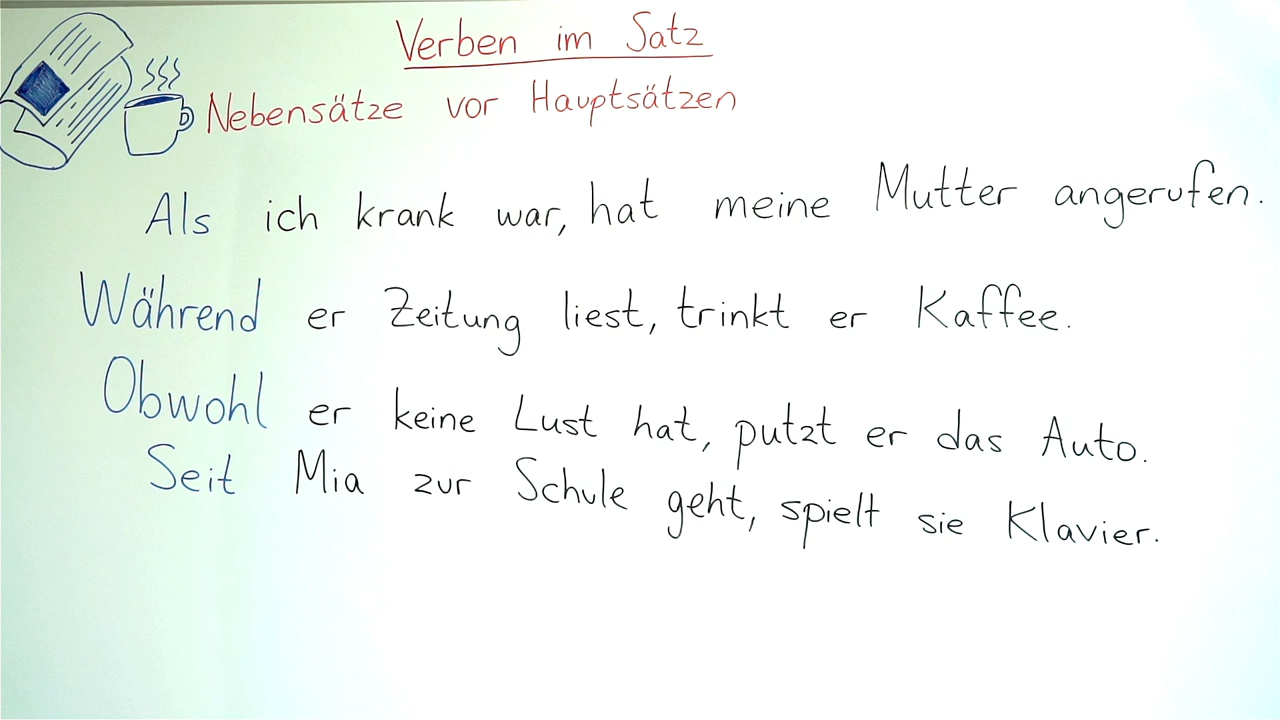 Verben im Satz
Nebensätze vor Hauptsätzen
Als ich krank war, hat meine Mutter angerufen.
Während er Zeitung liest, trinkt er Kaffee.
Obwohl er keine Lust hat, putzt er das Auto.
Seit Mia zur Schule geht, spielt sie Klavier.